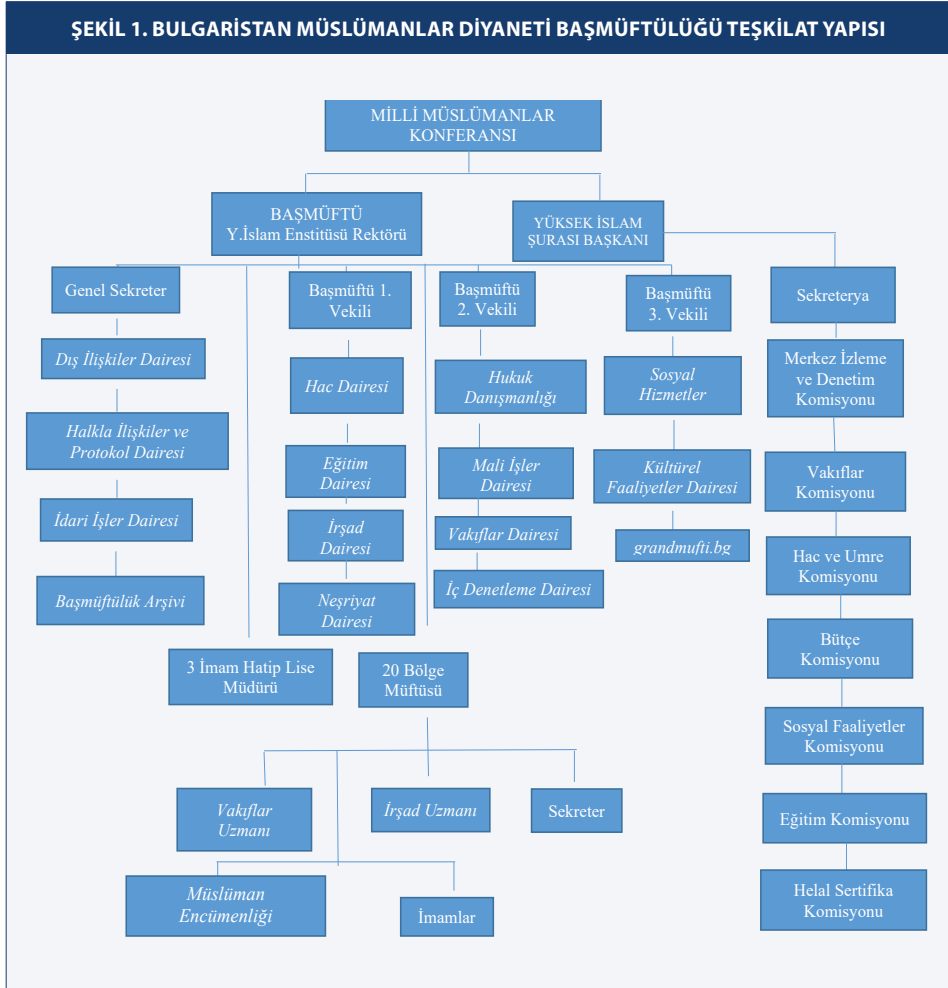 ŞEKİL 1. BULGARİSTAN MÜSLÜMANLAR DİYANETİ BAŞMÜFTÜLÜĞÜ TEŞKİLAT YAPISI
MİLLİ MÜSLÜMANLAR
KONFERANSI
BAŞMÜFTÜ
Y.İslam Enstitüsü Rektörü
YÜKSEK İSLAM
ŞURASI BAŞKANI
Genel Sekreter
Dış İlişkiler Dairesi
Halkla İlişkiler ve
Protokol Dairesi
İdari İşler Dairesi
Başmüftülük Arşivi
Başmüftü 1.
Vekili
Hac Dairesi
Eğitim
Dairesi
İrşad
Dairesi
Neşriyat
Dairesi
Başmüftü
2. Vekili
Hukuk
Danışmanlığı
Mali İşler
Dairesi
Vakıflar Dairesi
İç Denetleme Dairesi
Başmüftü
3. Vekili
Sosyal
Hizmetler
Kültürel
Faaliyetler Dairesi
grandmufti.bg
Sekreterya
Merkez İzleme
ve Denetim
Komisyonu
Vakıflar
Komisyonu
Hac ve Umre
Komisyonu
Bütçe
Komisyonu
Sosyal Faaliyetler
Komisyonu
Eğitim Komisyonu
Helal Sertifika
Komisyonu
3 İmam Hatip Lise
Müdürü
20 Bölge
Müftüsü
Vakıflar
Uzmanı
İrşad Uzmanı
Sekreter
Müslüman
Encümenliği
İmamlar